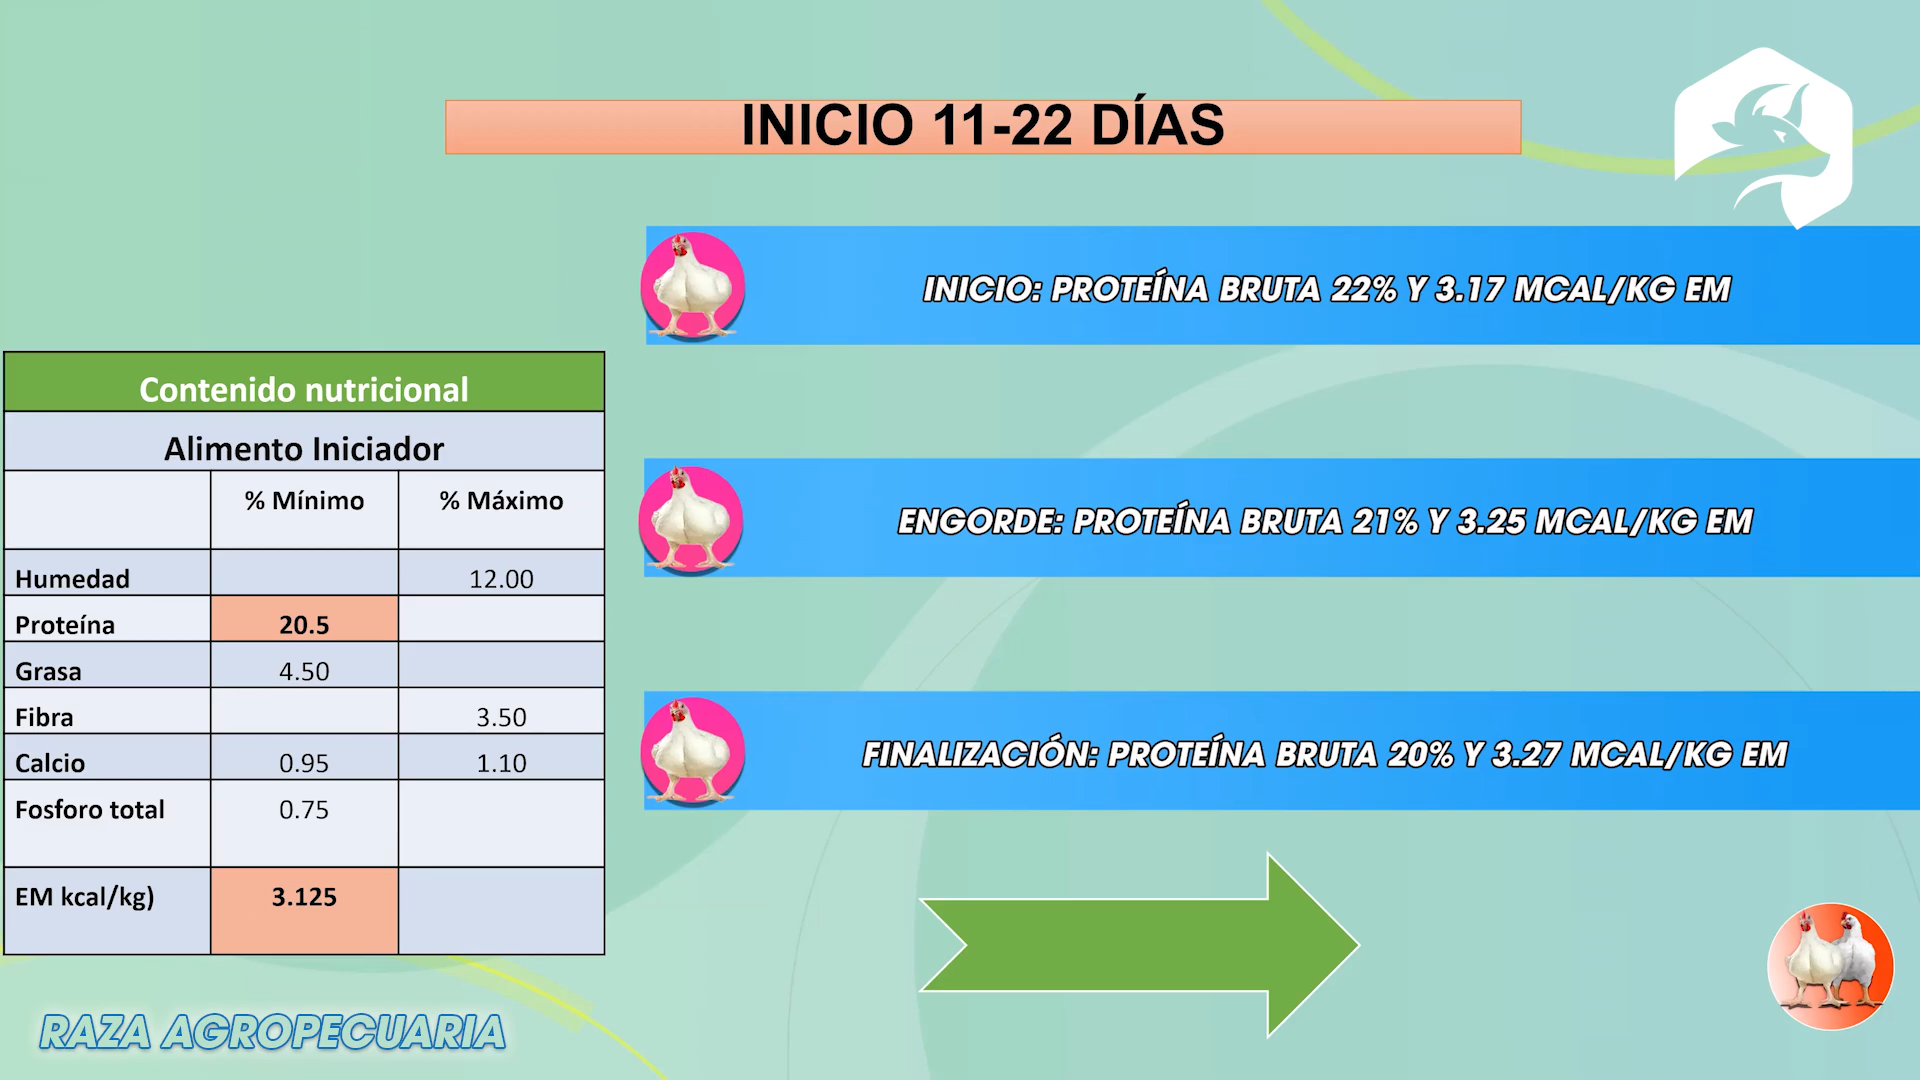 INICIO 11-22 DÍAS
INICIO: PROTEÍNA BRUTA 22% Y 3.17 MCAL/KG EM
ENGORDE: PROTEÍNA BRUTA 21% Y 3.25 MCAL/KG EM
FINALIZACIÓN: PROTEÍNA BRUTA 20% Y 3.27 MCAL/KG EM
Contenido nutricional
Alimento Iniciador
% Mínimo % Máximo
Humedad 12.00
Proteína 20.5
Grasa 4.50
Fibra 3.50
Calcio 0.95 1.10
Fosforo total 0.75
EM kcal/kg) 3.125
RAZA AGROPECUARIA